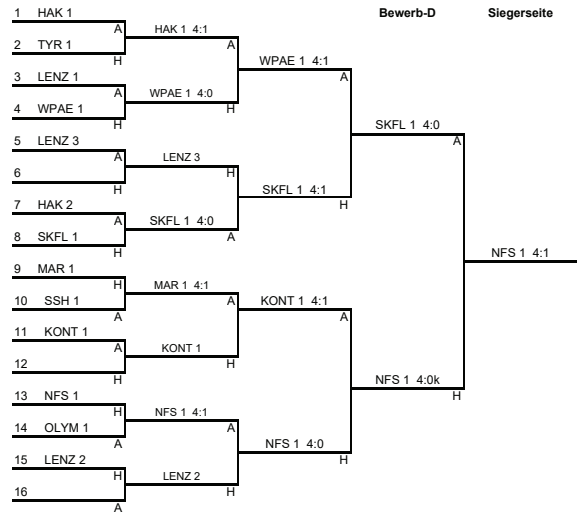 Bewerb-D Siegerseite
1 HAK 1
A HAK 1 4:1
2 TYR 1 A
H WPAE 1 4:1
3 LENZ 1 A
A WPAE 1 4:0
4 WPAE 1 H
H SKFL 1 4:0
5 LENZ 3 A
A LENZ 3
6 H
H SKFL 1 4:1
7 HAK 2 H
A SKFL 1 4:0
8 SKFL 1 A
H NFS 1 4:1
9 MAR 1
H MAR 1 4:1
10 SSH 1 A
A KONT 1 4:1
11 KONT 1 A
A KONT 1
12 H
H NFS 1 4:0k
13 NFS 1 H
H NFS 1 4:1
14 OLYM 1 A
A NFS 1 4:0
15 LENZ 2 H
H LENZ 2
16 H
A